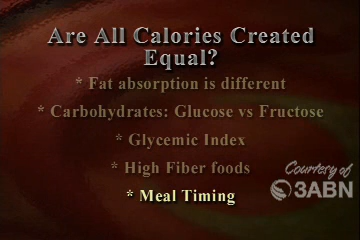 Are All Calories Created
Equal?
* Fat absorption is different
* Carbohydrates: Glucose vs Fructose
* Glycemic Index
* High Fiber foods
* Meal Timing
Courtesy of
3ABN